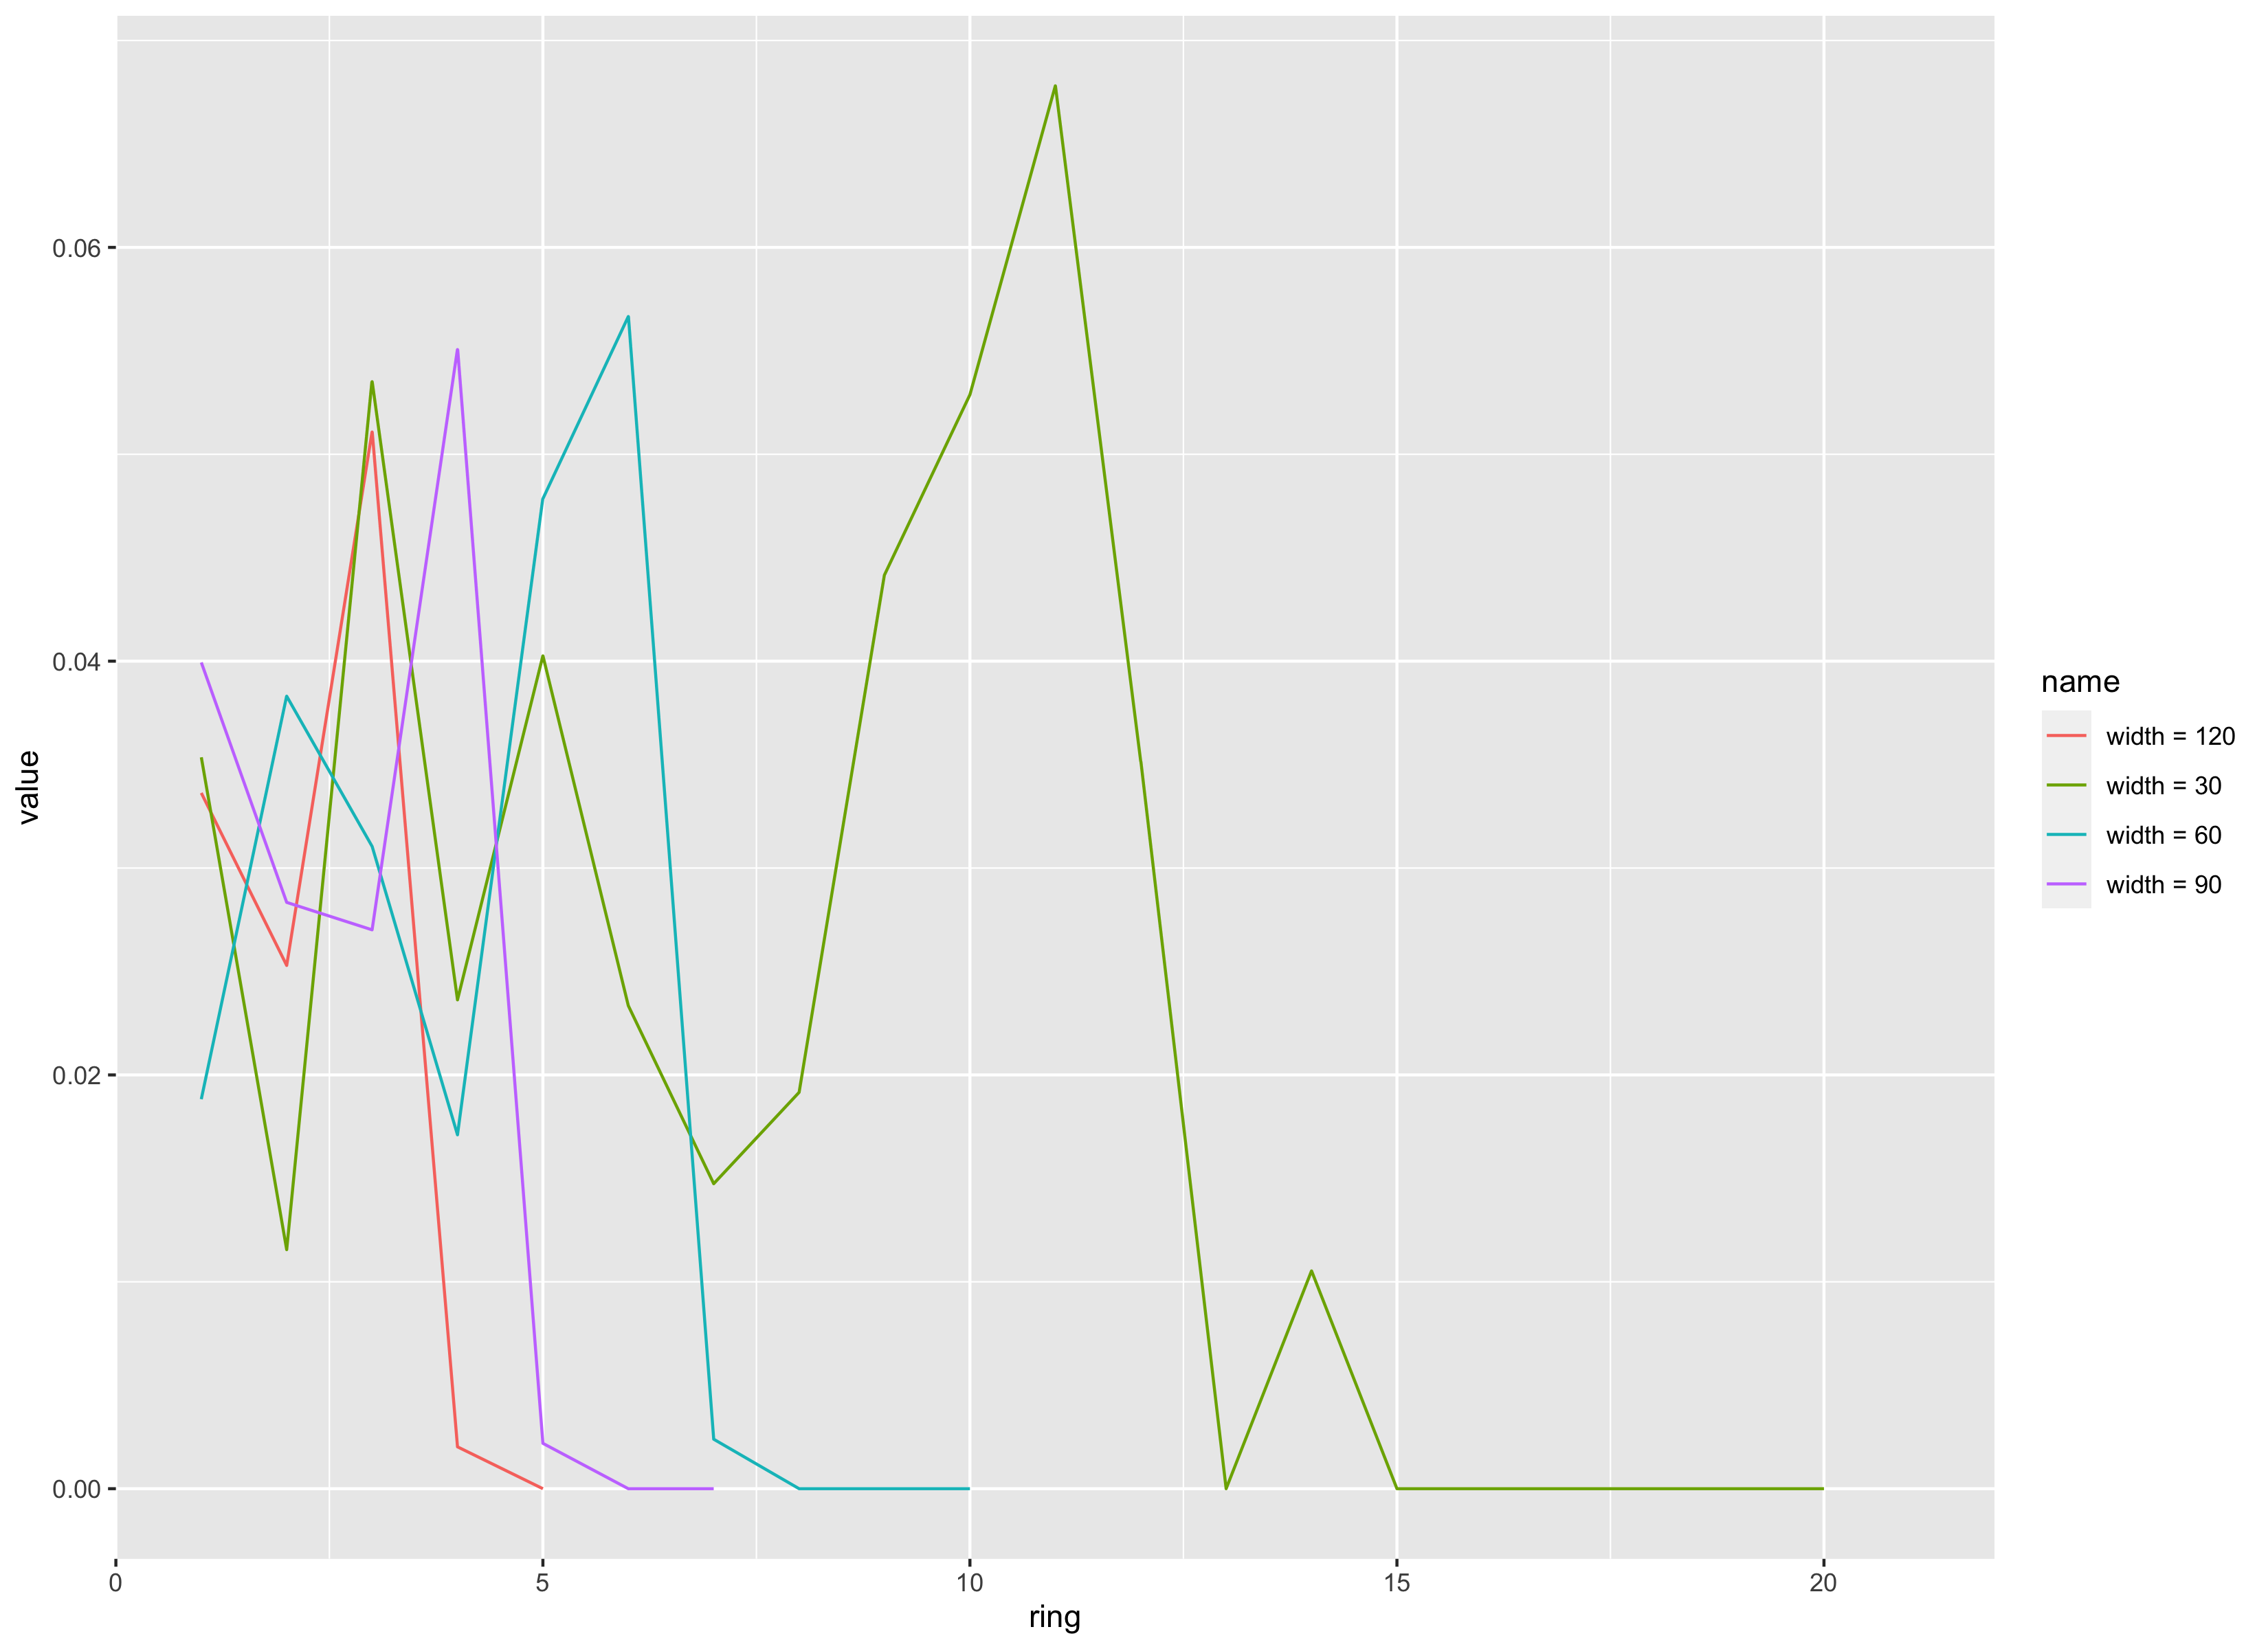 value
0.06
0.04
0.02
0.00
0
5
10
15
20
ring
name
width = 120
width = 30
width = 60
width = 90